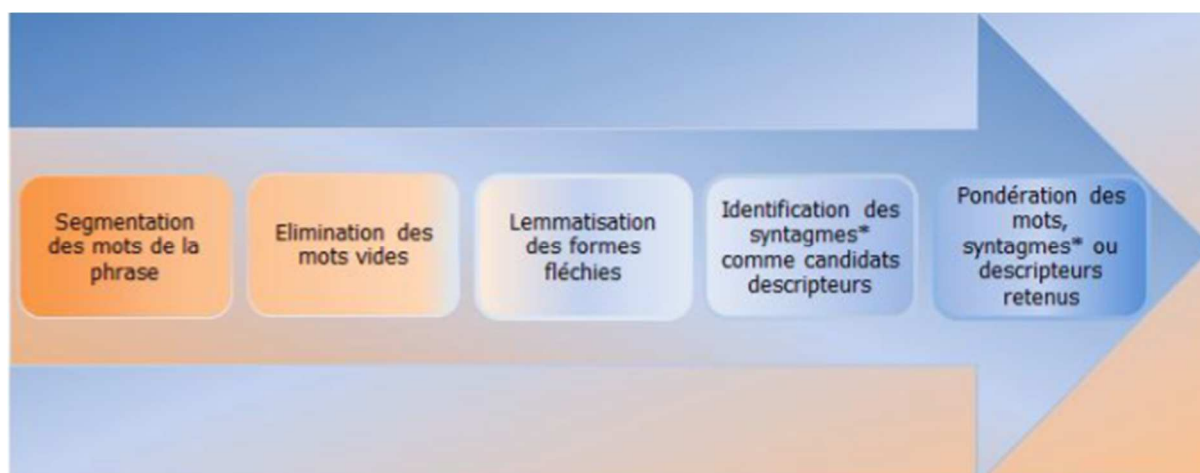 Segmentation
des mots de la
phrase
Elimination des
mots vides
Lemmatisation
des formes
fléchies
Identification des
syntagmes*
comme candidats
descripteurs
Pondération des
mots,
syntagmes* ou
descripteurs
retenus